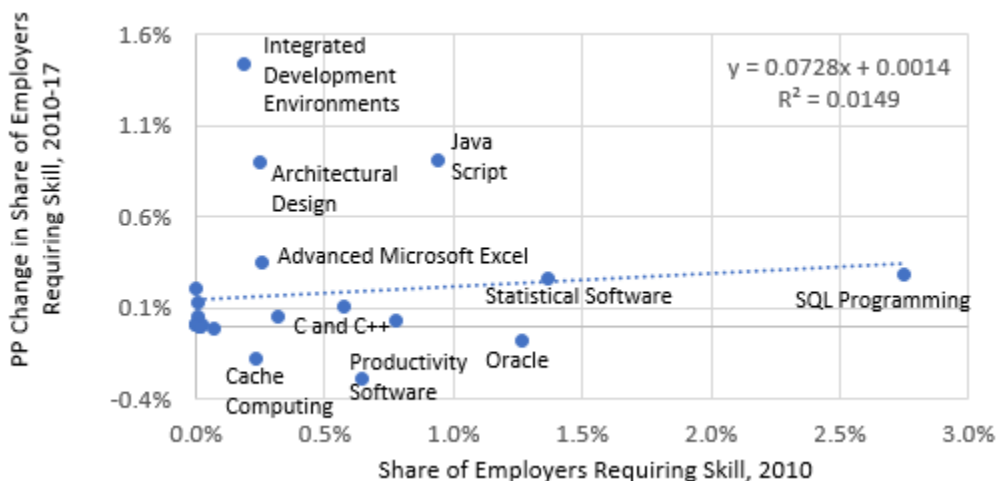 PP Change in Share of Employers
Requiring Skill, 2010-17
1.6%
1.1%
0.6%
0.1%
-0.4%
Integrated
Development
Environments
y = 0.0728x + 0.0014
R² = 0.0149
Java
Script
Architectural
Design
Advanced Microsoft Excel
Statistical Software
SQL Programming
C and C++
Productivity
Software
Oracle
Cache
Computing
0.0%
0.5%
1.0%
1.5%
2.0%
2.5%
3.0%
Share of Employers Requiring Skill, 2010